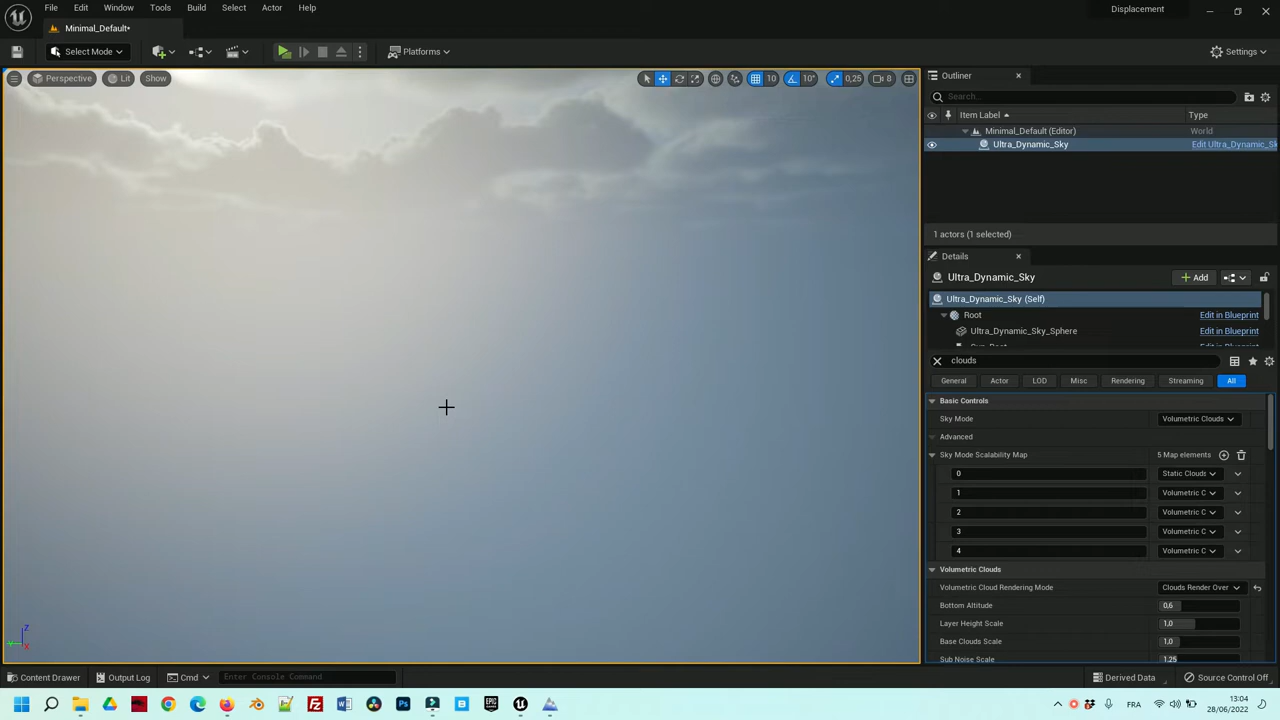 File Edit Window Tools Build Select Actor Help
Displacement
Minimal_Default•
Select Mode
Platforms
Settings
Perspective Lit Show
10 10° 0,25 8
Outliner
Search...
Item Label Type
Minimal_Default (Editor) World
Ultra_Dynamic_Sky Edit Ultra_Dynamic_Sk
1 actors (1 selected)
Details
Ultra_Dynamic_Sky
Add
Ultra_Dynamic_Sky (Self)
Root Edit in Blueprint
Ultra_Dynamic_Sky_Sphere Edit in Blueprint
clouds
General Actor LOD Misc Rendering Streaming All
Basic Controls
Sky Mode Volumetric Clouds
Advanced
Sky Mode Scalability Map 5 Map elements
0 Static Clouds
1 Volumetric C
2 Volumetric C
3 Volumetric C
4 Volumetric C
Volumetric Clouds
Volumetric Cloud Rendering Mode Clouds Render Over
Bottom Altitude 0,6
Layer Height Scale 1,0
Base Clouds Scale 1,0
Sub Noise Scale 1,25
Z
Y
X
Content Drawer Output Log Cmd Enter Console Command
Derived Data Source Control Off
FRA 13:04
28/06/2022